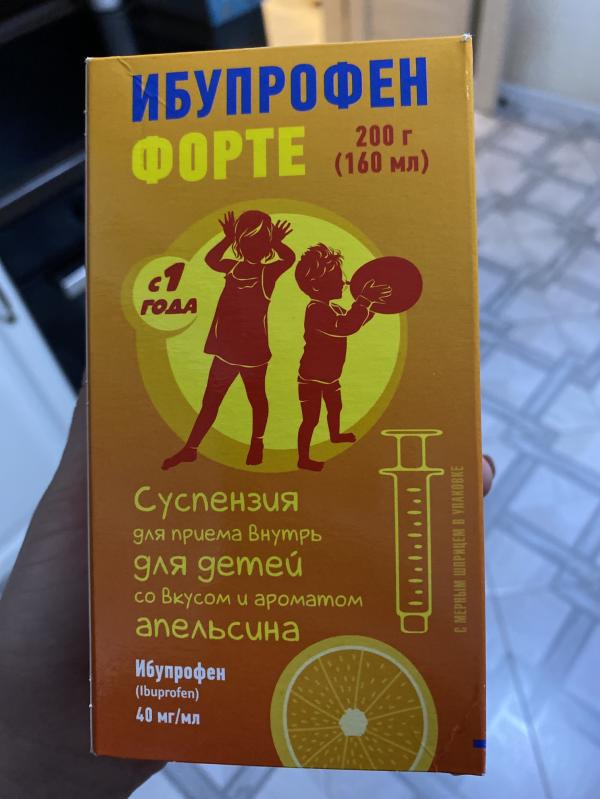 ИБУПРОФЕН
ФОРТЕ
200 г
(160 мл)
с 1
ГОДА
Суспензия
для приема внутрь
для детей
со вкусом и ароматом
апельсина
С МЕРНЫМ ШПРИЦЕМ В УПАКОВКЕ
Ибупрофен
(Ibuprofen)
40 мг/мл